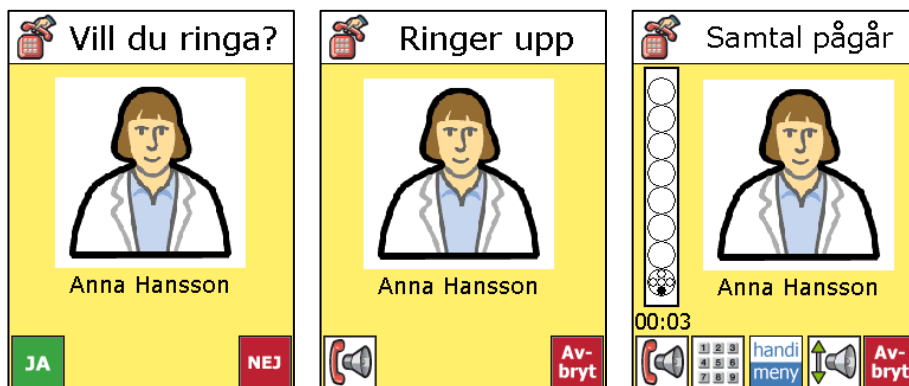 Vill du ringa?
Anna Hansson
JA
NEJ
Ringer upp
Anna Hansson
Av-
bryt
Samtal pågår
Anna Hansson
00:03
1 2 3
4 5 6
7 8 9
handi
meny
Av-
bryt